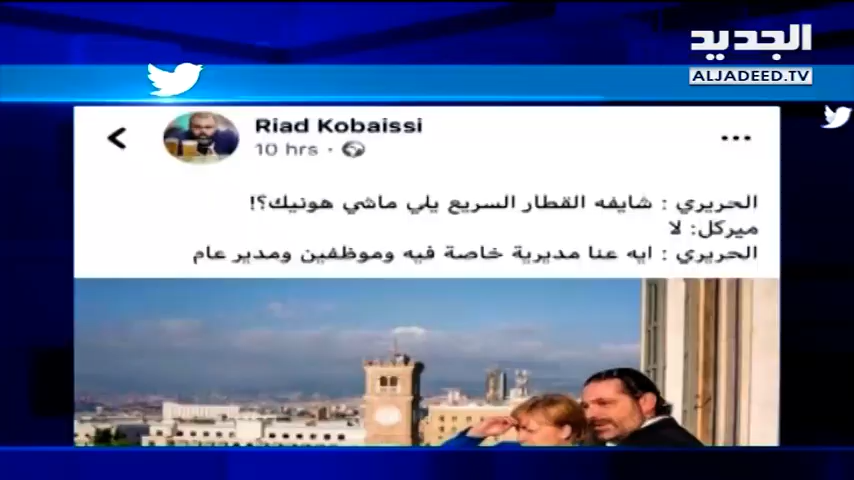 الجديد
ALJADEED.TV
Riad Kobaissi
10 hrs
الحريري : شايفه القطار السريع يلي ماشي هونيك؟!
ميركل: لا
الحريري : ايه عنا مديرية خاصة فيه وموظفين ومدير عام